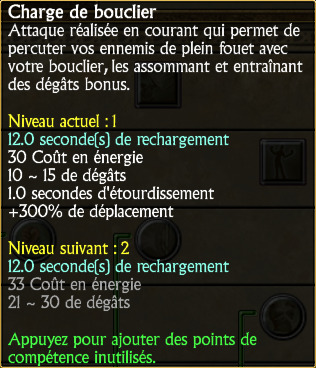 Charge de bouclier
Attaque réalisée en courant qui permet de
percuter vos ennemis de plein fouet avec
votre bouclier, les assommant et entraînant
des dégâts bonus.
Niveau actuel : 1
12.0 seconde(s) de rechargement
30 Coût en énergie
10 ~ 15 de dégâts
1.0 secondes d'étourdissement
+300% de déplacement
Niveau suivant : 2
12.0 seconde(s) de rechargement
33 Coût en énergie
21 ~ 30 de dégâts
Appuyez pour ajouter des points de
compétence inutilisés.